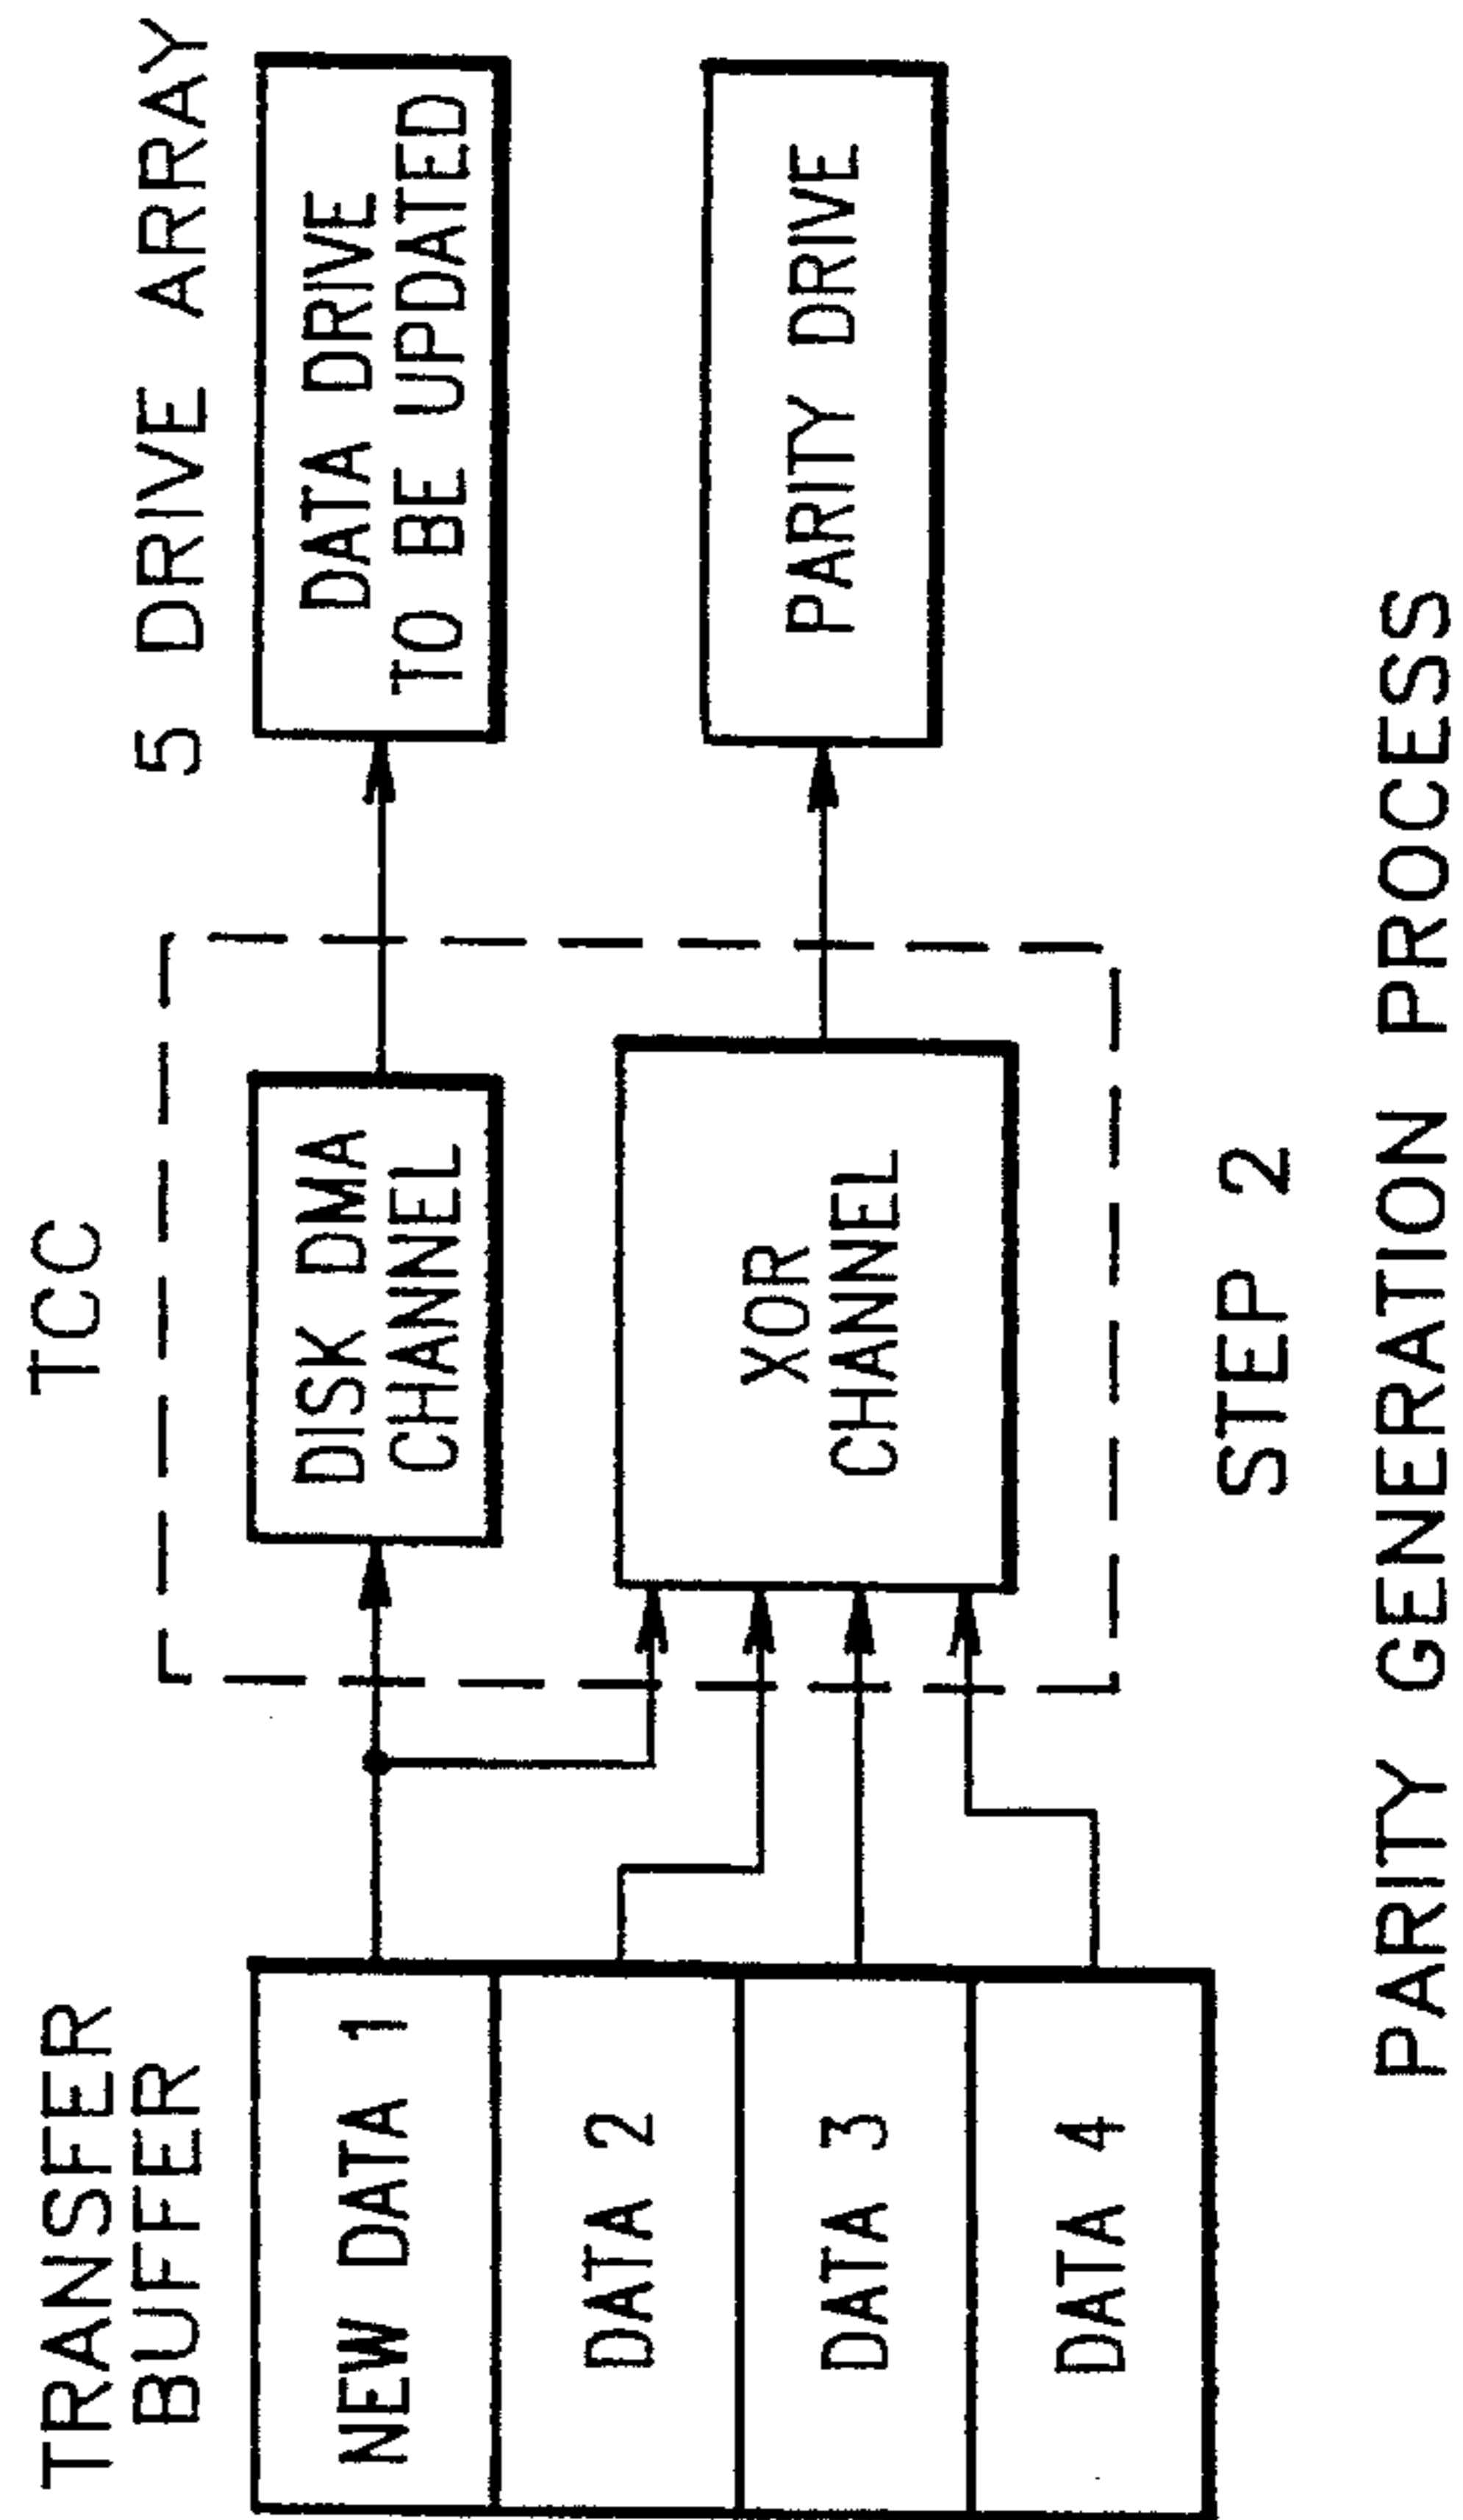 TRANSFER
BUFFER
TCC
5 DRIVE ARRAY
NEW DATA 1
DATA 2
DATA 3
DATA 4
DISK DMA
CHANNEL
XOR
CHANNEL
DATA DRIVE
TO BE UPDATED
PARITY DRIVE
STEP 2
PARITY GENERATION PROCESS